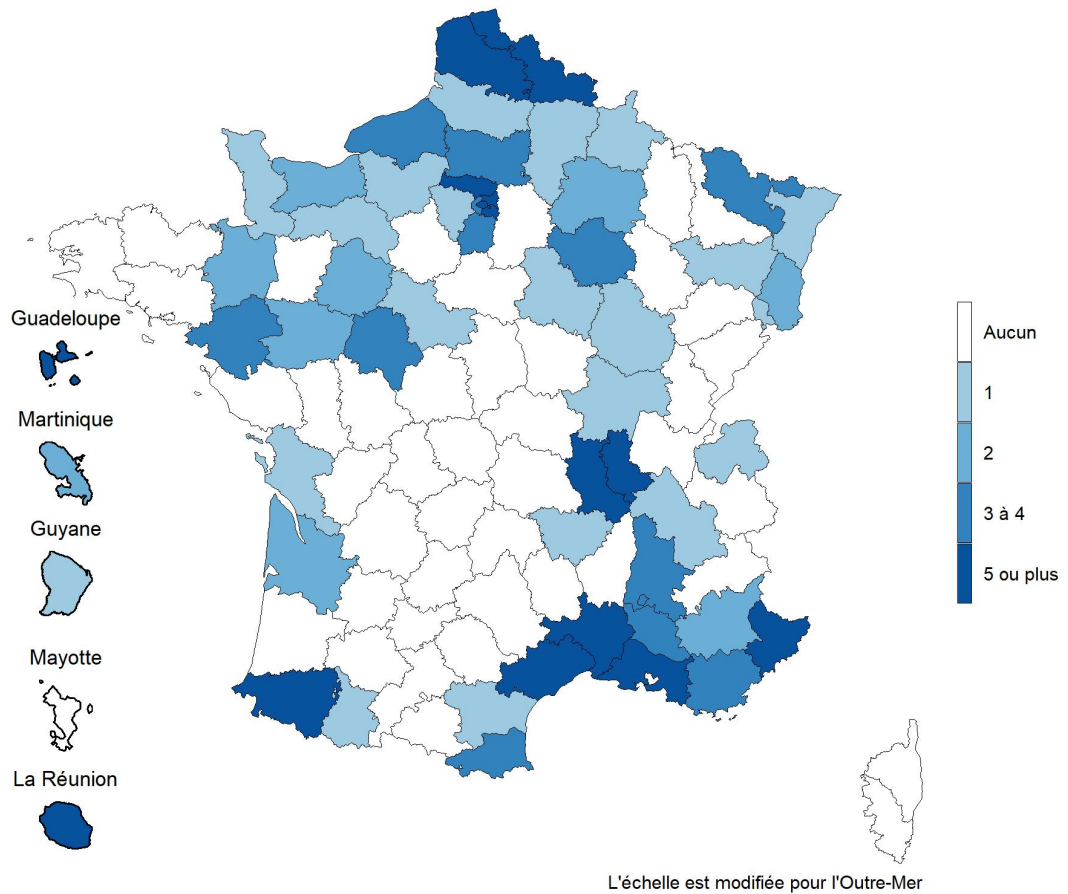 Guadeloupe
Martinique
Guyane
Mayotte
La Réunion
Aucun
1
2
3 à 4
5 ou plus
L'échelle est modifiée pour l'Outre-Mer